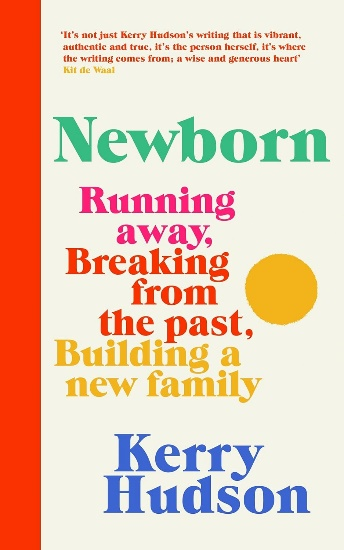 ‘It’s not just Kerry Hudson’s writing that is vibrant,
authentic and true, it’s the person herself, it’s where
the writing comes from; a wise and generous heart’
Kit de Waal
Newborn
Running
away,
Breaking
from
the past,
Building a
new family
Kerry
Hudson